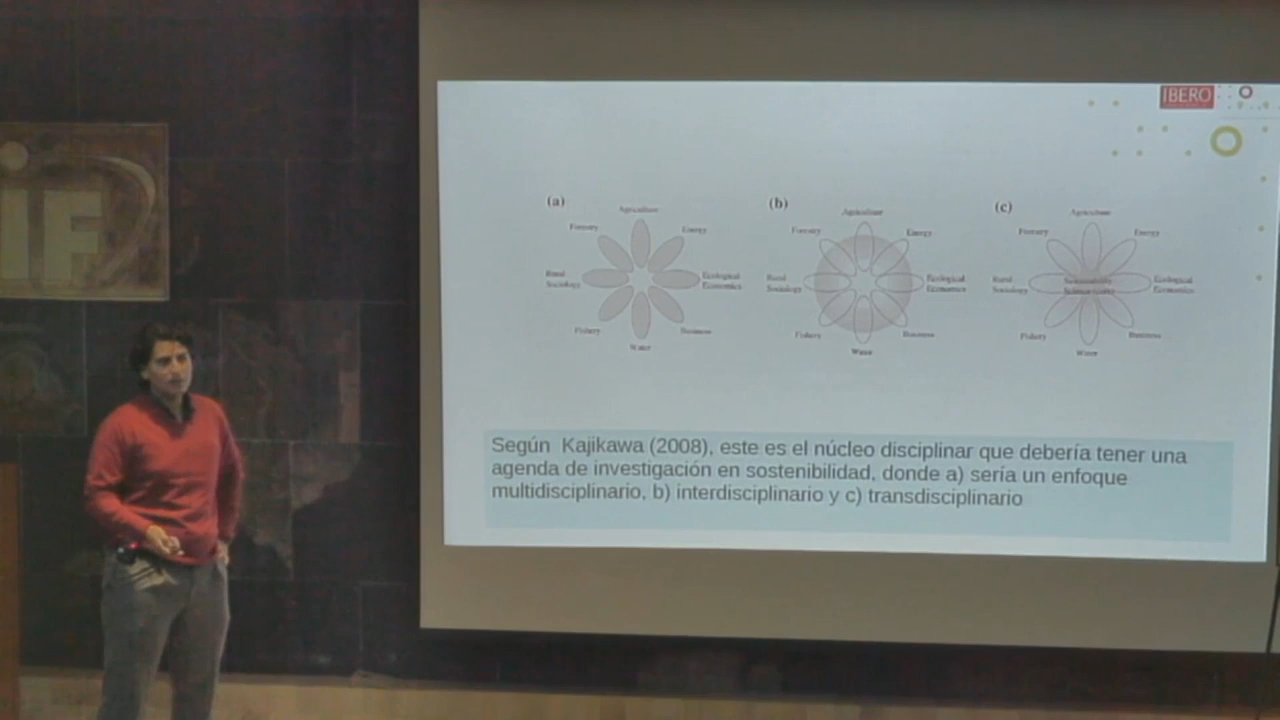 IBERO
iF
(a)
Agriculture
Forestry
Energy
Rural
Sociology
Ecological
Economics
Fishery
Business
Water
(b)
Agriculture
Forestry
Energy
Rural
Sociology
Ecological
Economics
Fishery
Business
Water
(c)
Agriculture
Forestry
Energy
Rural
Sociology
Sustainability
Science
Ecological
Economics
Fishery
Business
Water
Según Kajikawa (2008), este es el núcleo disciplinar que debería tener una
agenda de investigación en sostenibilidad, donde a) sería un enfoque
multidisciplinario, b) interdisciplinario y c) transdisciplinario